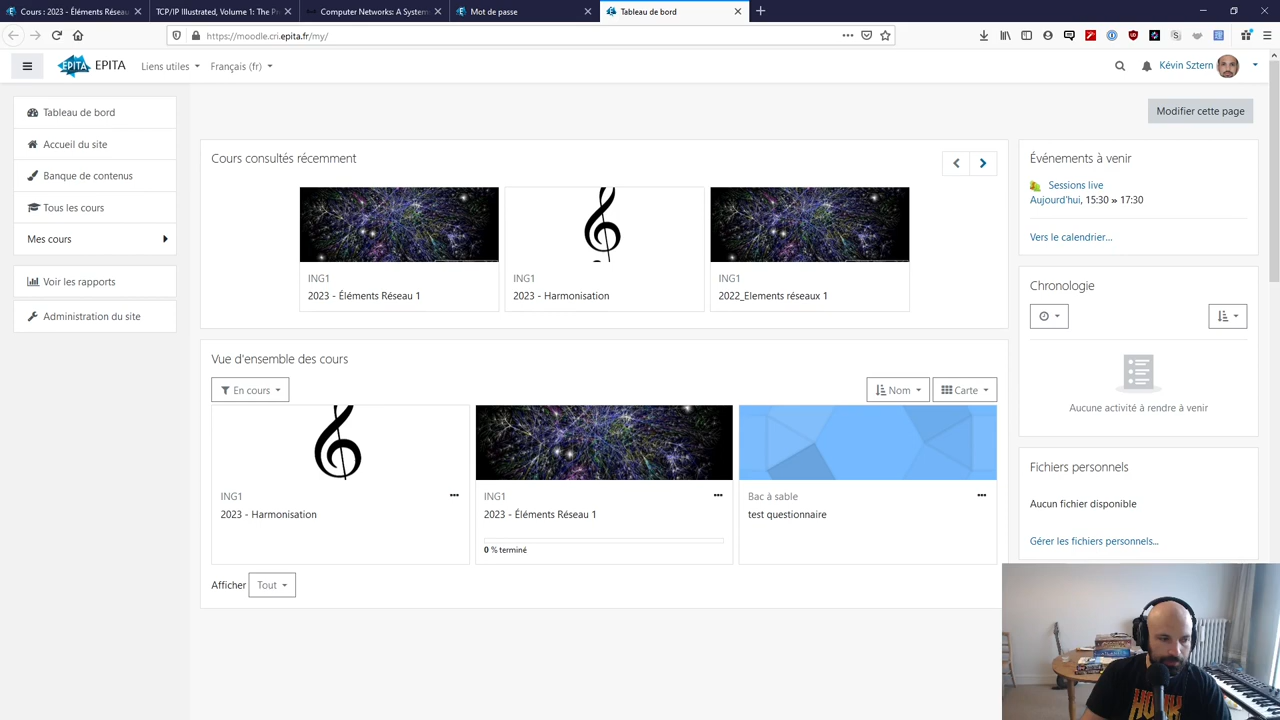 Cours : 2023 - Éléments Réseau
TCP/IP Illustrated, Volume 1: The P
Computer Networks: A System
Mot de passe
Tableau de bord
https://moodle.cri.epita.fr/my/
EPITA
EPITA
Liens utiles
Français (fr)
Kévin Sztern
Modifier cette page
Tableau de bord
Accueil du site
Banque de contenus
Tous les cours
Mes cours
Voir les rapports
Administration du site
Cours consultés récemment
ING1
2023 - Éléments Réseau 1
ING1
2023 - Harmonisation
ING1
2022_Elements réseaux 1
Vue d'ensemble des cours
En cours
Nom
Carte
ING1
2023 - Harmonisation
ING1
2023 - Éléments Réseau 1
0 % terminé
Bac à sable
test questionnaire
Afficher
Tout
Événements à venir
Sessions live
Aujourd'hui, 15:30 » 17:30
Vers le calendrier...
Chronologie
Aucune activité à rendre à venir
Fichiers personnels
Aucun fichier disponible
Gérer les fichiers personnels...